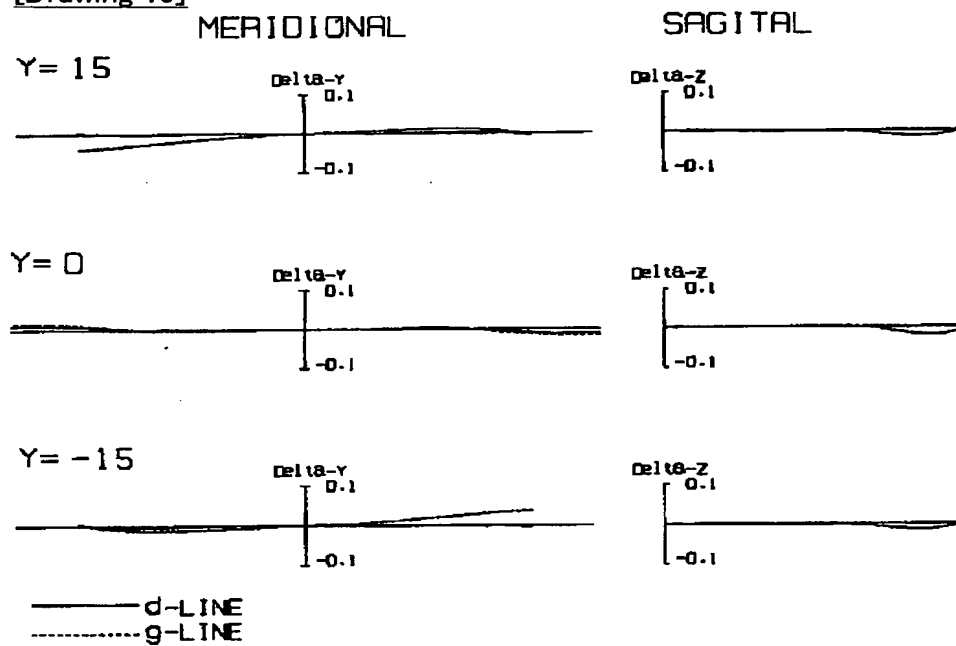 MERIDIONAL
SAGITAL
Y= 15
Delta-Y
0.1
-0.1
Delta-Z
0.1
-0.1
Y= 0
Delta-Y
0.1
-0.1
Delta-Z
0.1
-0.1
Y= -15
Delta-Y
0.1
-0.1
Delta-Z
0.1
-0.1
d-LINE
g-LINE